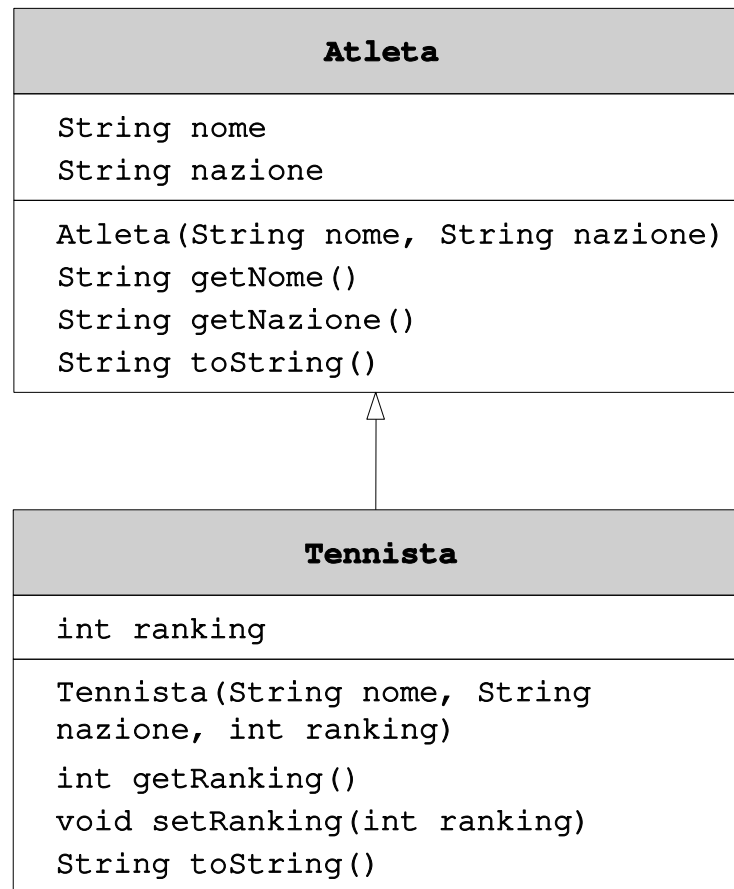 Atleta
String nome
String nazione
Atleta(String nome, String nazione)
String getNome()
String getNazione()
String toString()
Tennista
int ranking
Tennista(String nome, String
nazione, int ranking)
int getRanking()
void setRanking(int ranking)
String toString()